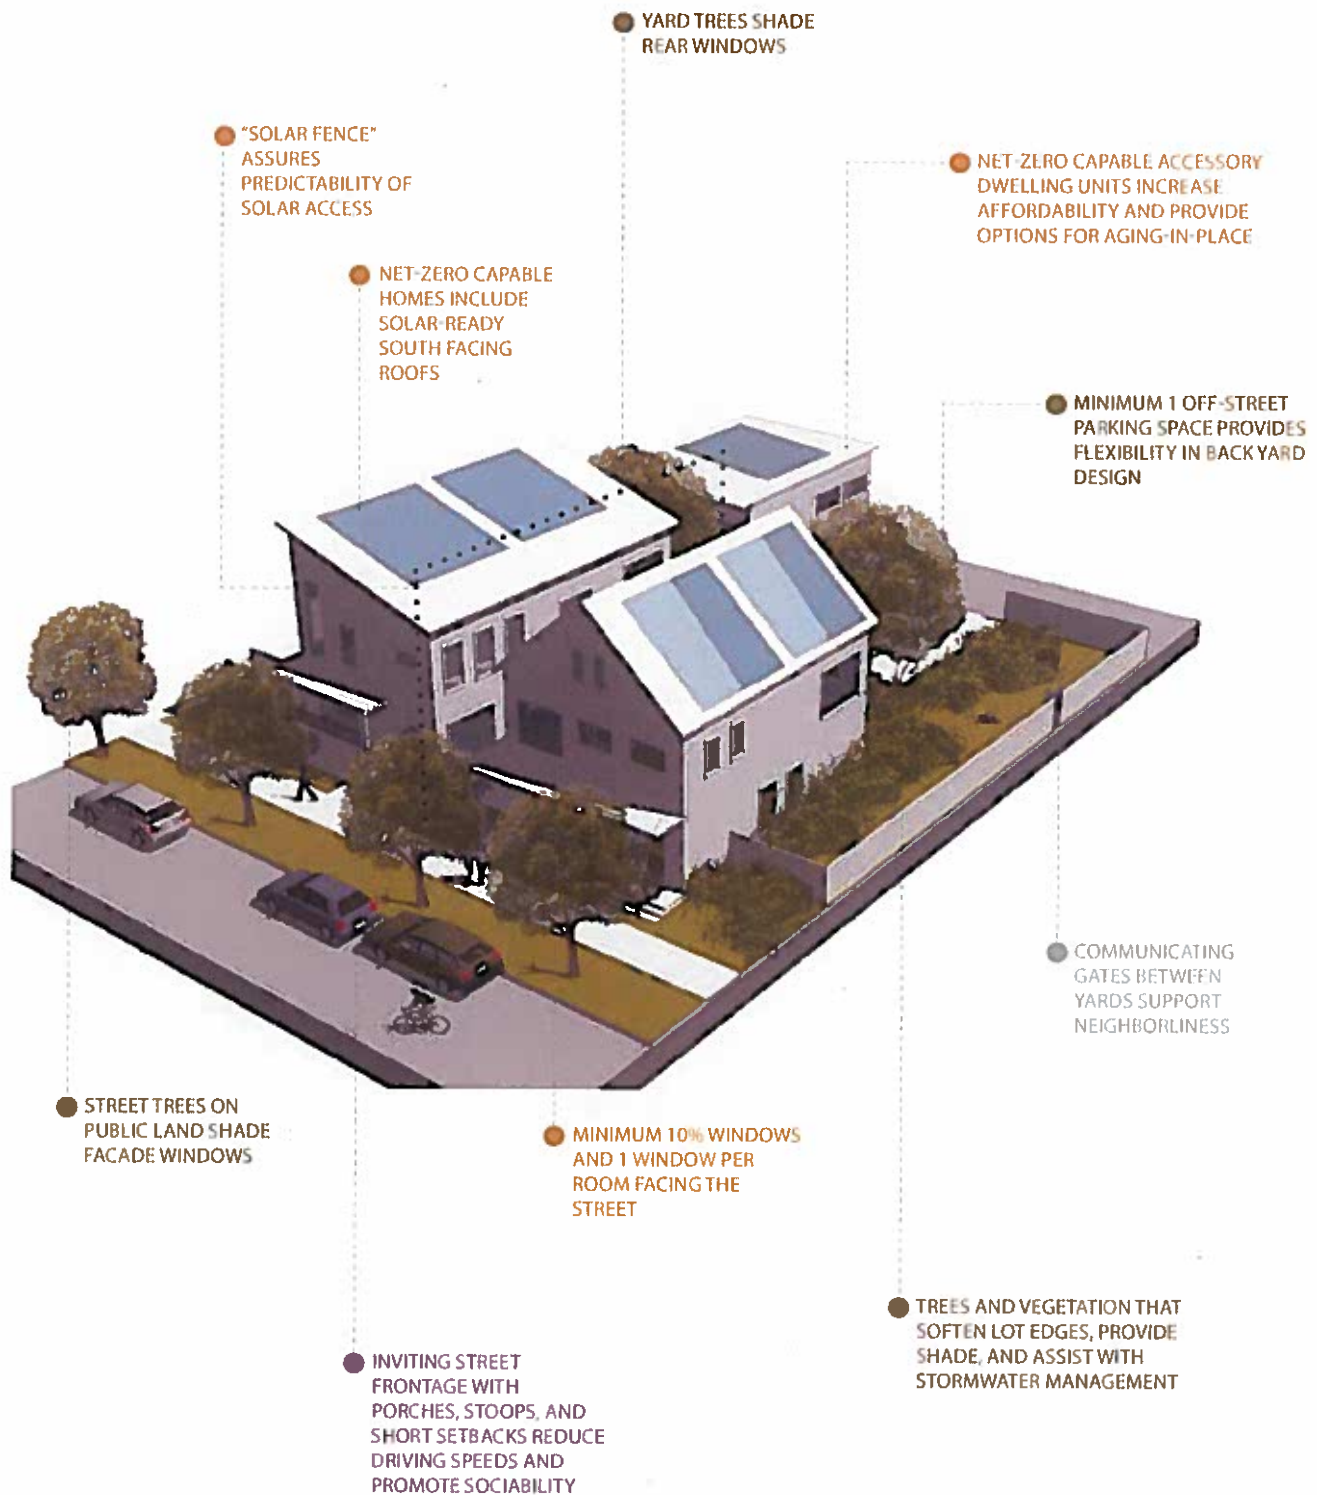 YARD TREES SHADE
REAR WINDOWS
"SOLAR FENCE"
ASSURES
PREDICTABILITY OF
SOLAR ACCESS
NET-ZERO CAPABLE ACCESSORY
DWELLING UNITS INCREASE
AFFORDABILITY AND PROVIDE
OPTIONS FOR AGING-IN-PLACE
NET-ZERO CAPABLE
HOMES INCLUDE
SOLAR-READY
SOUTH FACING
ROOFS
MINIMUM 1 OFF-STREET
PARKING SPACE PROVIDES
FLEXIBILITY IN BACK YARD
DESIGN
COMMUNICATING
GATES BETWEEN
YARDS SUPPORT
NEIGHBORLINESS
STREET TREES ON
PUBLIC LAND SHADE
FACADE WINDOWS
MINIMUM 10% WINDOWS
AND 1 WINDOW PER
ROOM FACING THE
STREET
TREES AND VEGETATION THAT
SOFTEN LOT EDGES, PROVIDE
SHADE, AND ASSIST WITH
STORMWATER MANAGEMENT
INVITING STREET
FRONTAGE WITH
PORCHES, STOOPS, AND
SHORT SETBACKS REDUCE
DRIVING SPEEDS AND
PROMOTE SOCIABILITY